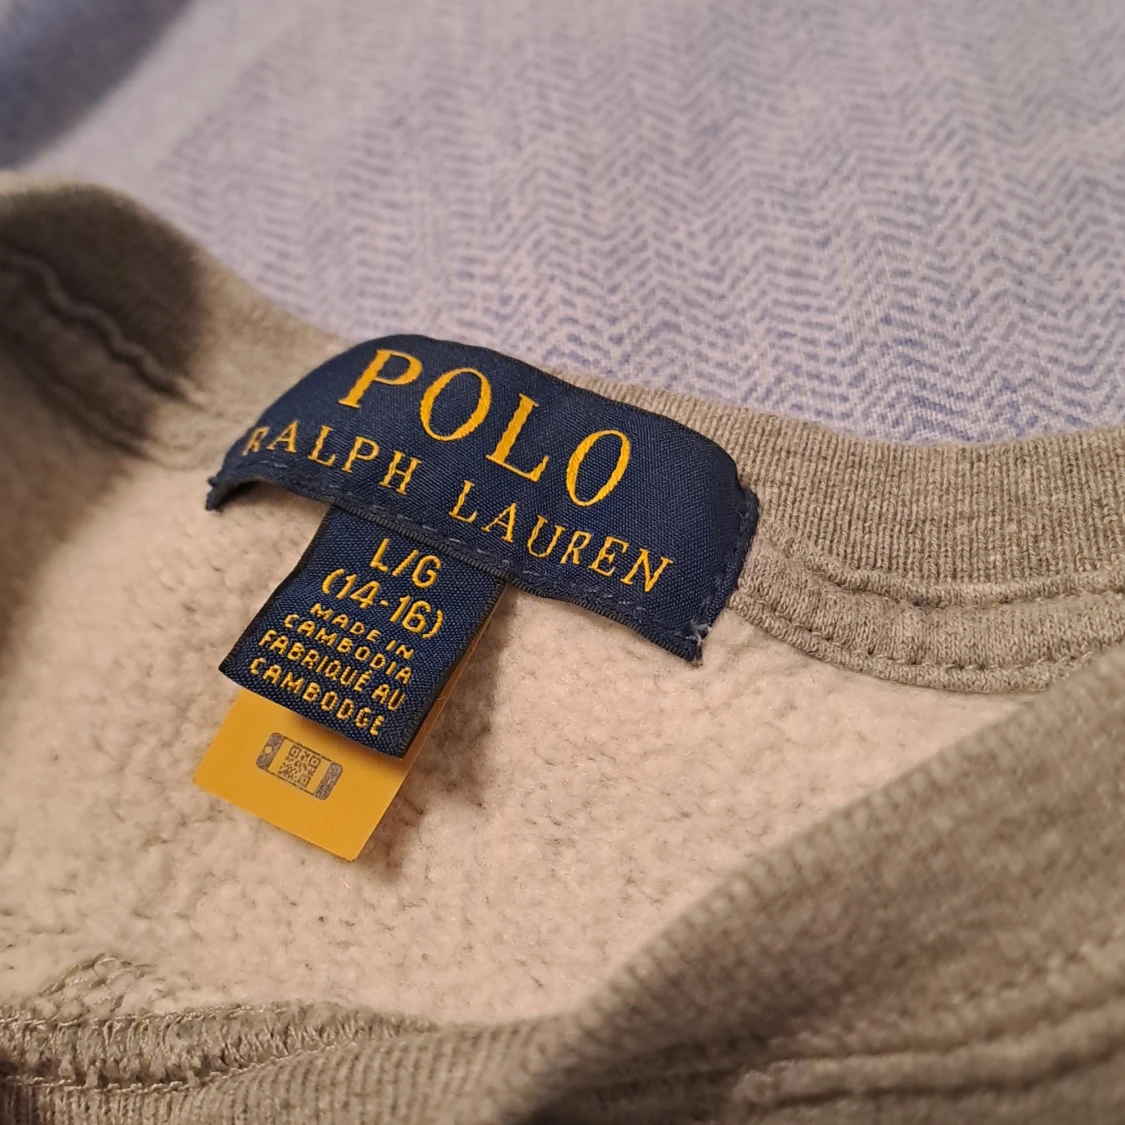 POLO
RALPH LAUREN
L/G
(14-16)
MADE IN
CAMBODIA
FABRIQUÉ AU
CAMBODGE